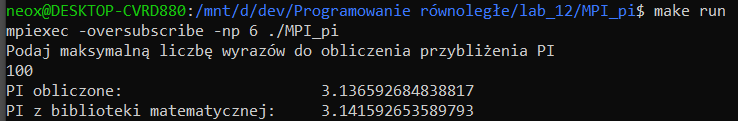 neox@DESKTOP-CVRD880:/mnt/d/dev/Programowanie równoległe/lab_12/MPI_pi$ make run
mpiexec -oversubscribe -np 6 ./MPI_pi
Podaj maksymalną liczbę wyrazów do obliczenia przybliżenia PI
100
PI obliczone: 3.136592684838817
PI z biblioteki matematycznej: 3.141592653589793